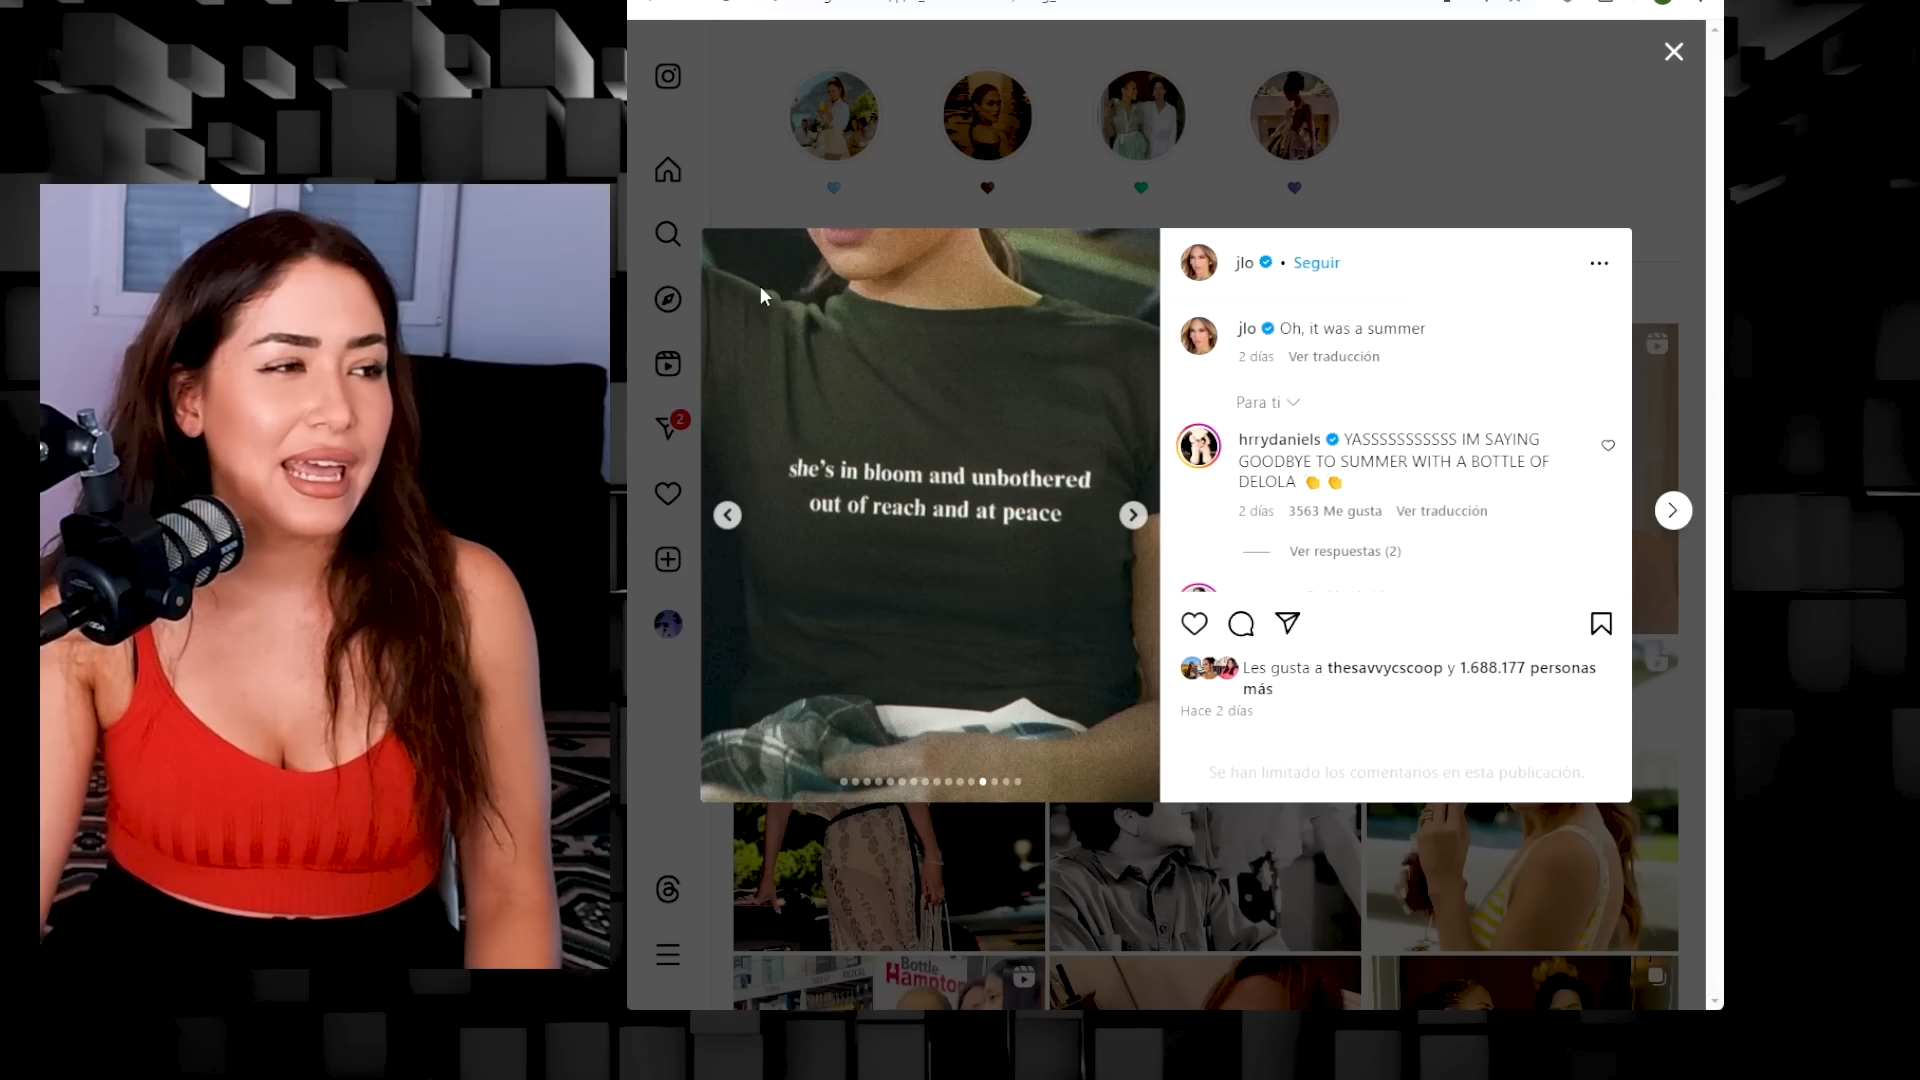 2
she's in bloom and unbothered
out of reach and at peace
jlo • Seguir
jlo Oh, it was a summer
2 días Ver traducción
Para ti
hrrydaniels YASSSSSSSSSSS IM SAYING
GOODBYE TO SUMMER WITH A BOTTLE OF
DELOLA 👏 👏
2 días 3563 Me gusta Ver traducción
Ver respuestas (2)
Les gusta a thesavvycscoop y 1.688.177 personas
más
Hace 2 días
Se han limitado los comentarios en esta publicación.
Bottle